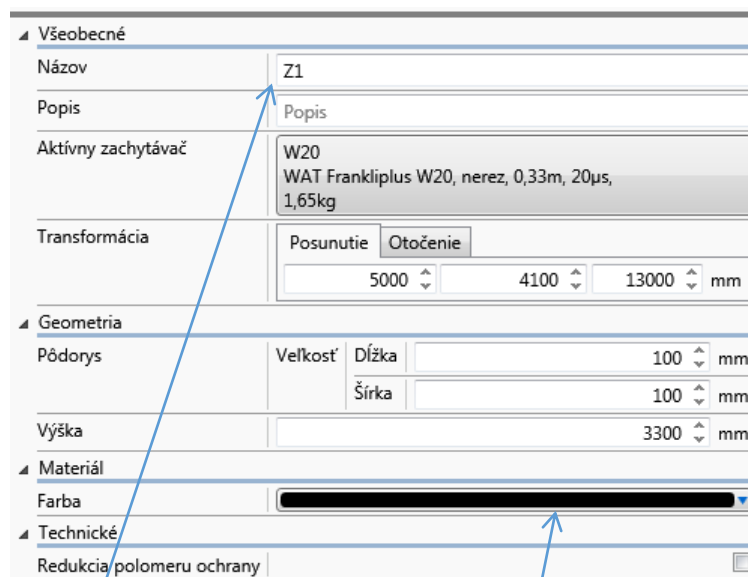 Všeobecné
Názov Z1
Popis Popis
Aktívny zachytávač W20
WAT Frankliplus W20, nerez, 0,33m, 20µs,
1,65kg
Transformácia Posunutie Otočenie
5000 4100 13000 mm
Geometria
Pôdorys Veľkosť Dĺžka 100 mm
Šírka 100 mm
Výška 3300 mm
Materiál
Farba
Technické
Redukcia polomeru ochrany